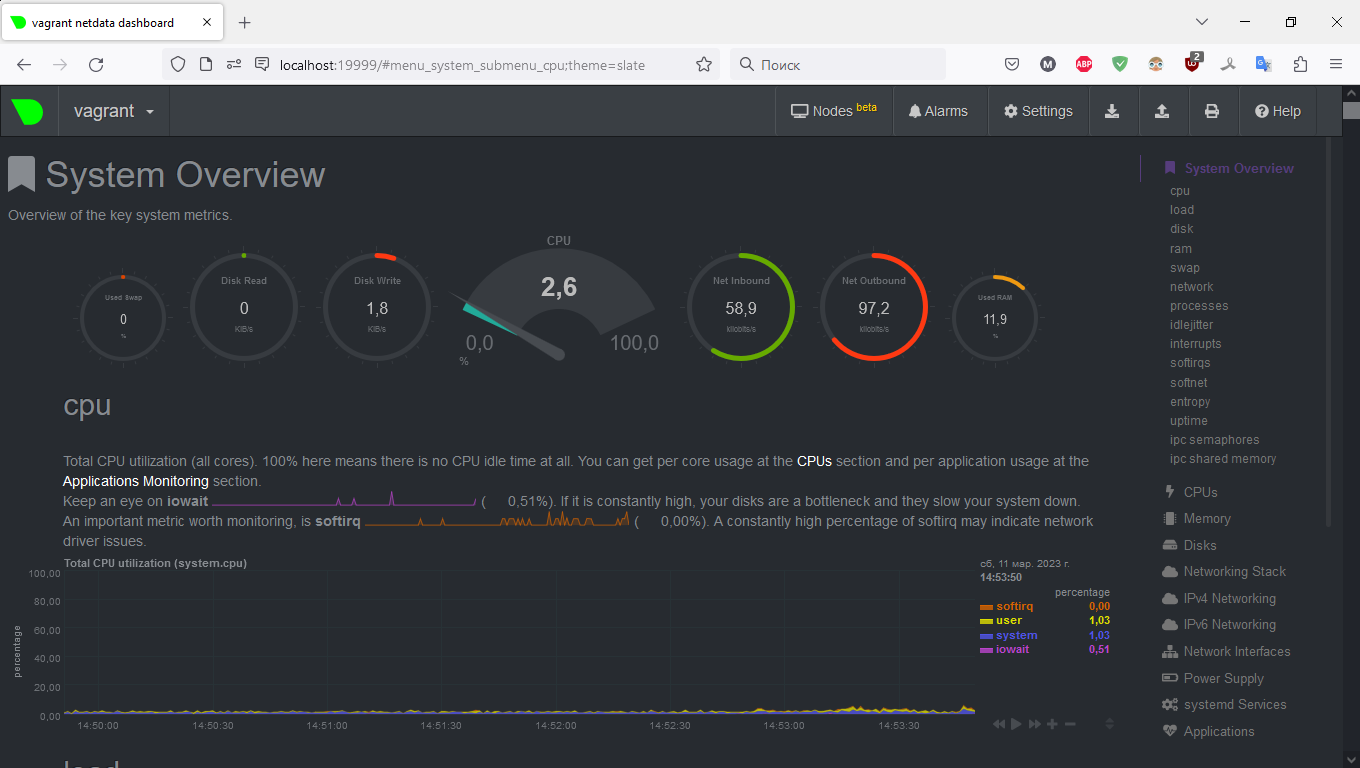 vagrant netdata dashboard
localhost:19999/#menu_system_submenu_cpu;theme=slate
Поиск
M
ABP
2
vagrant
Nodes beta
Alarms
Settings
Help
System Overview
Overview of the key system metrics.
Used Swap
0
%
Disk Read
0
KiB/s
Disk Write
1,8
KiB/s
CPU
2,6
0,0
100,0
%
Net Inbound
58,9
kilobits/s
Net Outbound
97,2
kilobits/s
Used RAM
11,9
%
cpu
Total CPU utilization (all cores). 100% here means there is no CPU idle time at all. You can get per core usage at the CPUs section and per application usage at the
Applications Monitoring section.
Keep an eye on iowait ( 0,51%). If it is constantly high, your disks are a bottleneck and they slow your system down.
An important metric worth monitoring, is softirq ( 0,00%). A constantly high percentage of softirq may indicate network
driver issues.
Total CPU utilization (system.cpu)
percentage
100,00
80,00
60,00
40,00
20,00
0,00
14:50:00
14:50:30
14:51:00
14:51:30
14:52:00
14:52:30
14:53:00
14:53:30
сб, 11 мар. 2023 г.
14:53:50
percentage
softirq 0,00
user 1,03
system 1,03
iowait 0,51
load
System Overview
cpu
load
disk
ram
swap
network
processes
idlejitter
interrupts
softirqs
softnet
entropy
uptime
ipc semaphores
ipc shared memory
CPUs
Memory
Disks
Networking Stack
IPv4 Networking
IPv6 Networking
Network Interfaces
Power Supply
systemd Services
Applications